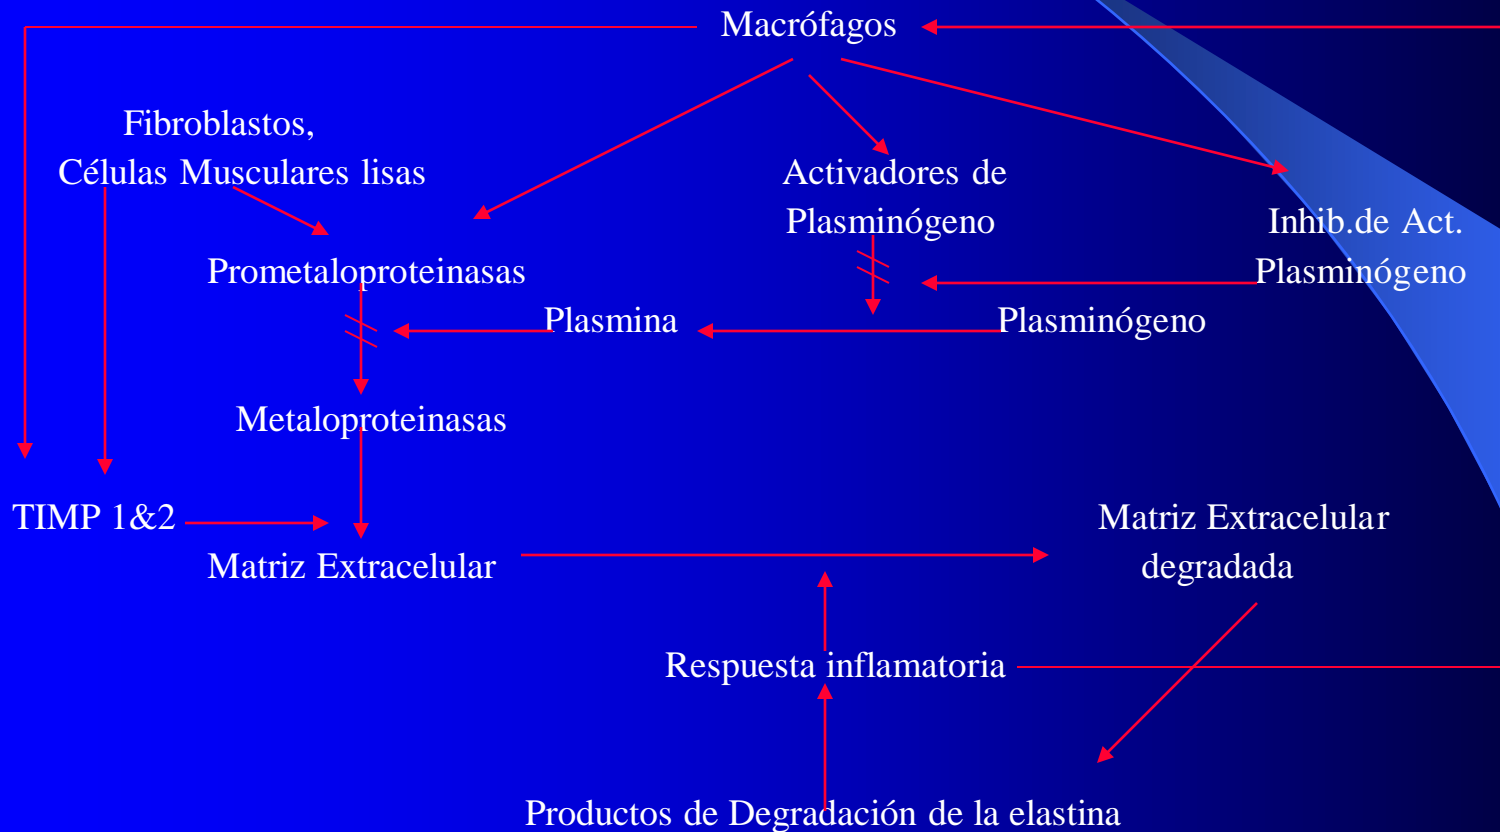 Macrófagos
Fibroblastos,
Células Musculares lisas
Activadores de
Plasminógeno
Inhib.de Act.
Plasminógeno
Prometaloproteinasas
Plasmina
Plasminógeno
Metaloproteinasas
TIMP 1&2
Matriz Extracelular
Matriz Extracelular
degradada
Respuesta inflamatoria
Productos de Degradación de la elastina